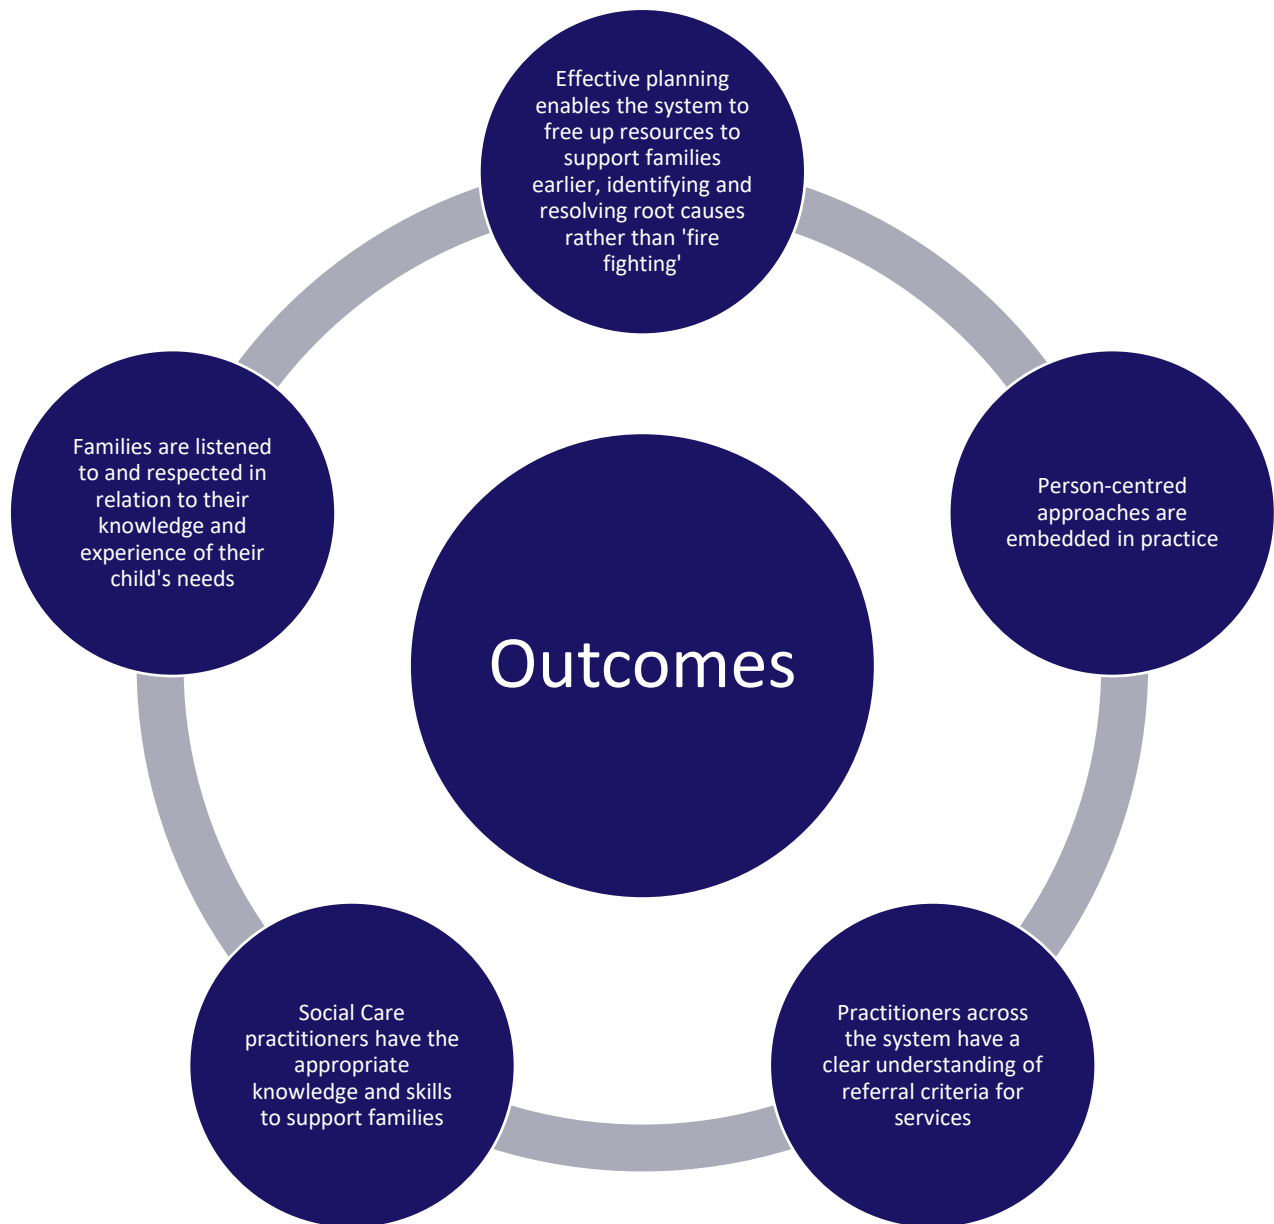 Effective planning
enables the system to
free up resources to
support families
earlier, identifying and
resolving root causes
rather than 'fire
fighting'
Person-centred
approaches are
embedded in practice
Practitioners across
the system have a
clear understanding of
referral criteria for
services
Social Care
practitioners have the
appropriate
knowledge and skills
to support families
Families are listened
to and respected in
relation to their
knowledge and
experience of their
child's needs
Outcomes